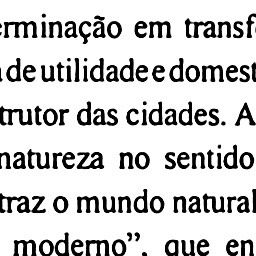 erminação em transf
de utilidade e domest
trutor das cidades. A
natureza no sentido
traz o mundo natural
moderno”, que en